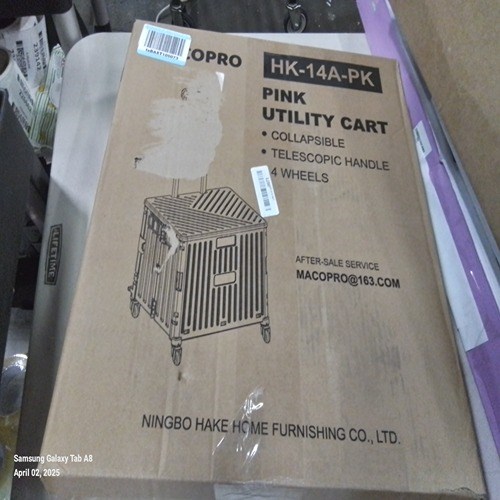 COPRO
HK-14A-PK
PINK
UTILITY CART
• COLLAPSIBLE
• TELESCOPIC HANDLE
4 WHEELS
AFTER-SALE SERVICE
MACOPRO@163.COM
NINGBO HAKE HOME FURNISHING CO., LTD.
LIFETIME
Samsung Galaxy Tab A8
April 02, 2025